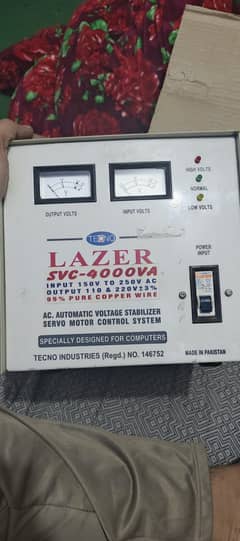 HIGH VOLTS
NORMAL
LOW VOLTS
V
OUTPUT VOLTS
INPUT VOLTS
TECNO
LAZER
SVC-4000VA
INPUT 150V TO 250V AC
OUTPUT 110 & 220V±3%
99% PURE COPPER WIRE
POWER
INPUT
AC. AUTOMATIC VOLTAGE STABILIZER
SERVO MOTOR CONTROL SYSTEM
SPECIALLY DESIGNED FOR COMPUTERS
TECNO INDUSTRIES (Regd.) NO. 146752
MADE IN PAKISTAN